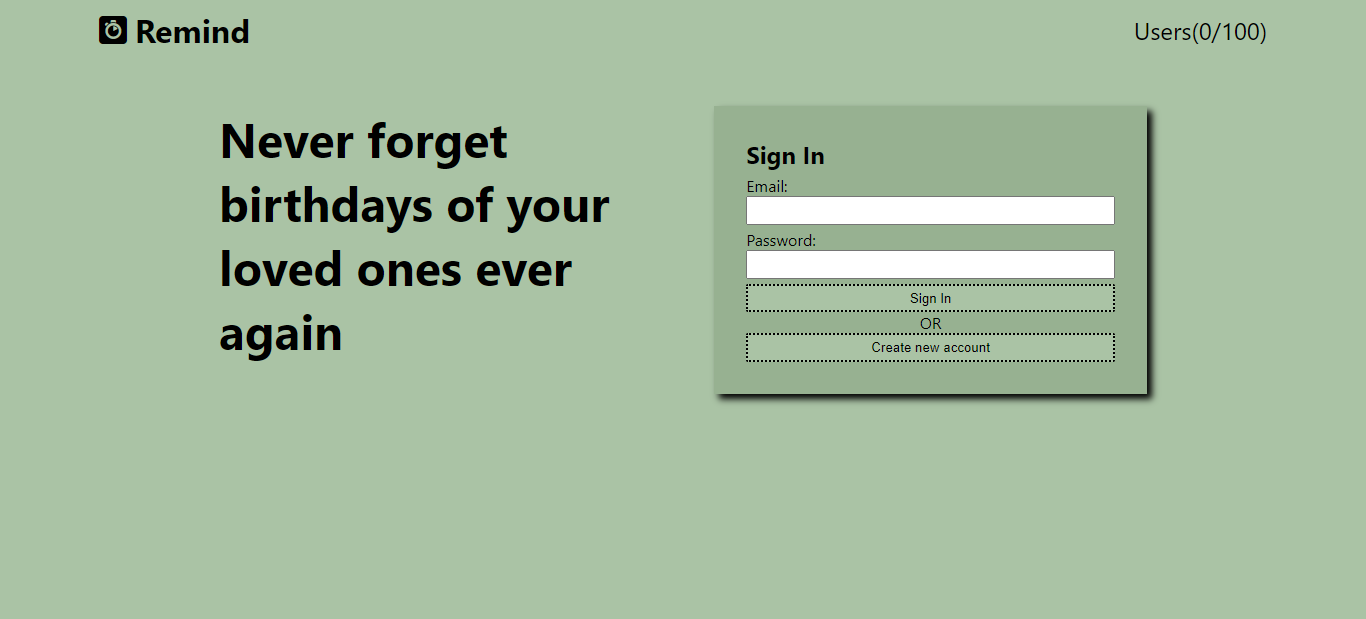 Remind
Users(0/100)
Never forget
birthdays of your
loved ones ever
again
Sign In
Email:
Password:
Sign In
OR
Create new account